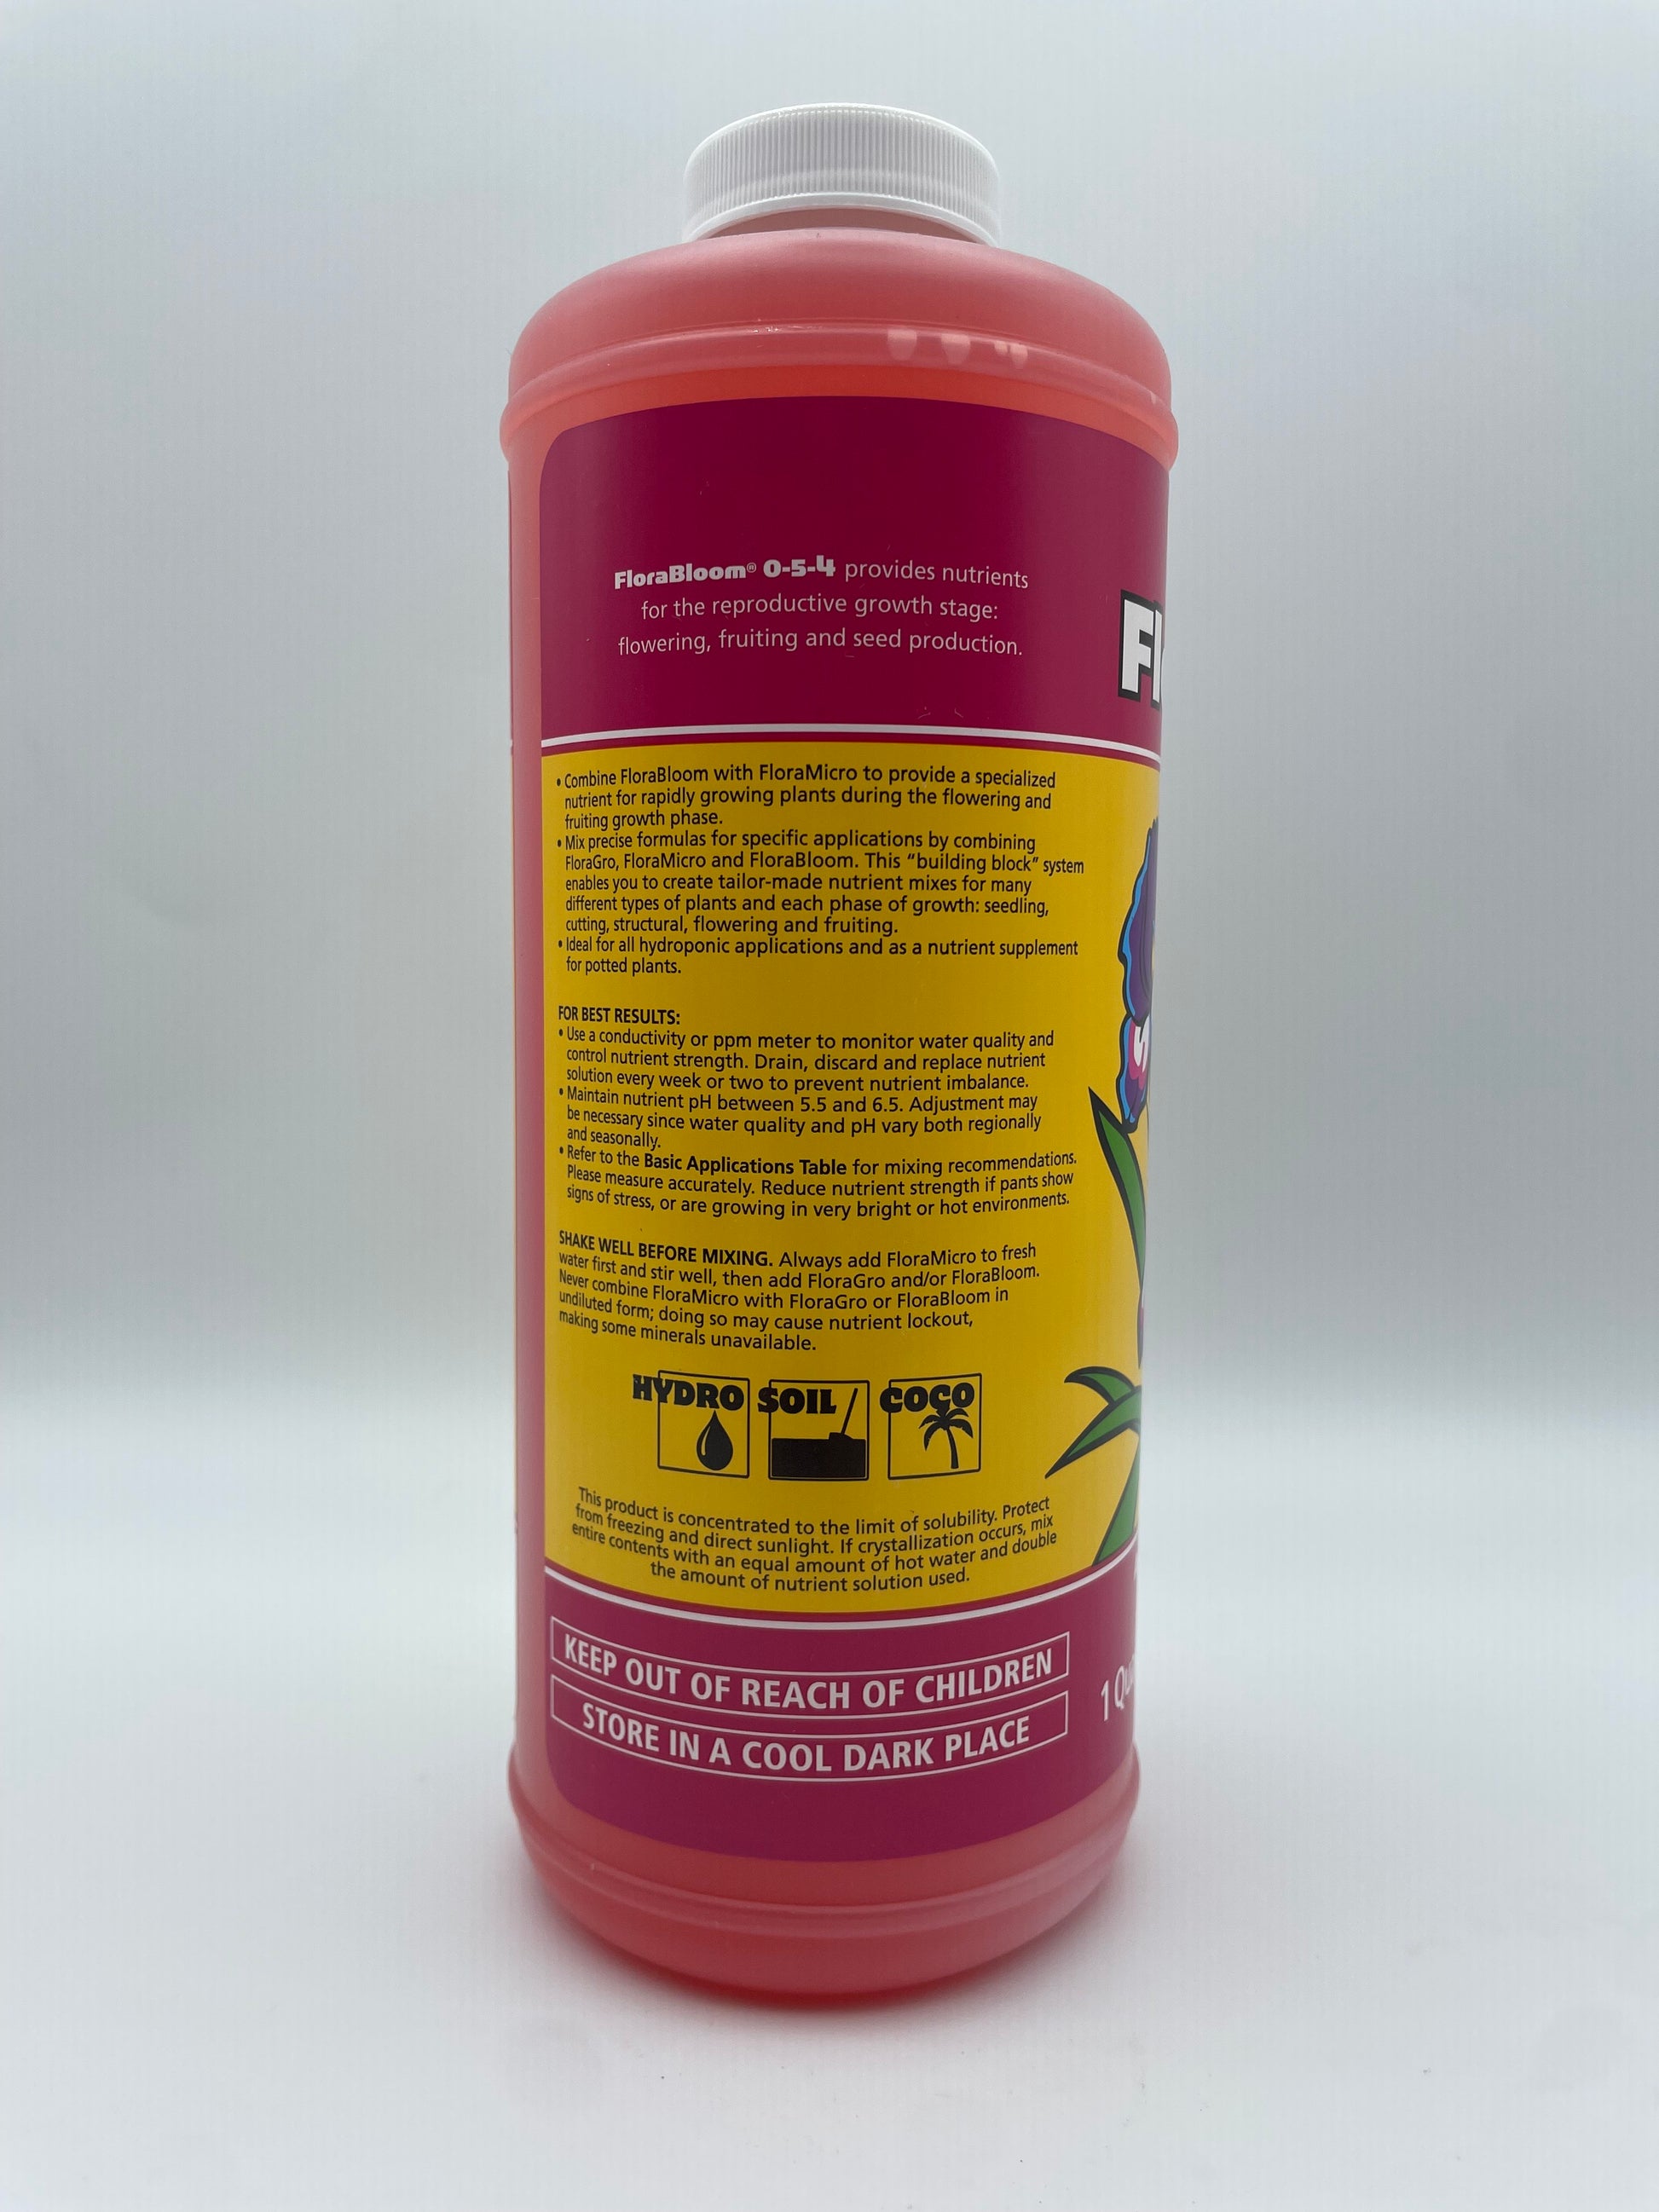 FloraBloom® 0-5-4 provides nutrients
for the reproductive growth stage:
flowering, fruiting and seed production.
• Combine FloraBloom with FloraMicro to provide a specialized
nutrient for rapidly growing plants during the flowering and
fruiting growth phase.
• Mix precise formulas for specific applications by combining
FloraGro, FloraMicro and FloraBloom. This “building block” system
enables you to create tailor-made nutrient mixes for many
different types of plants and each phase of growth: seedling,
cutting, structural, flowering and fruiting.
• Ideal for all hydroponic applications and as a nutrient supplement
for potted plants.
FOR BEST RESULTS:
• Use a conductivity or ppm meter to monitor water quality and
control nutrient strength. Drain, discard and replace nutrient
solution every week or two to prevent nutrient imbalance.
• Maintain nutrient pH between 5.5 and 6.5. Adjustment may
be necessary since water quality and pH vary both regionally
and seasonally.
• Refer to the Basic Applications Table for mixing recommendations.
Please measure accurately. Reduce nutrient strength if pants show
signs of stress, or are growing in very bright or hot environments.
SHAKE WELL BEFORE MIXING. Always add FloraMicro to fresh
water first and stir well, then add FloraGro and/or FloraBloom.
Never combine FloraMicro with FloraGro or FloraBloom in
undiluted form; doing so may cause nutrient lockout,
making some minerals unavailable.
HYDRO SOIL COCO
This product is concentrated to the limit of solubility. Protect
from freezing and direct sunlight. If crystallization occurs, mix
entire contents with an equal amount of hot water and double
the amount of nutrient solution used.
KEEP OUT OF REACH OF CHILDREN
STORE IN A COOL DARK PLACE
Fl
1 Qu